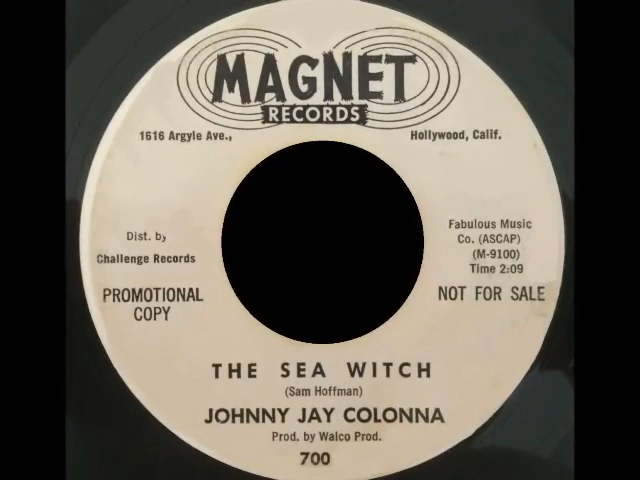 MAGNET
RECORDS
1616 Argyle Ave., Hollywood, Calif.
Dist. by
Challenge Records
PROMOTIONAL
COPY
Fabulous Music
Co. (ASCAP)
(M-9100)
Time 2:09
NOT FOR SALE
THE SEA WITCH
(Sam Hoffman)
JOHNNY JAY COLONNA
Prod. by Walco Prod.
700